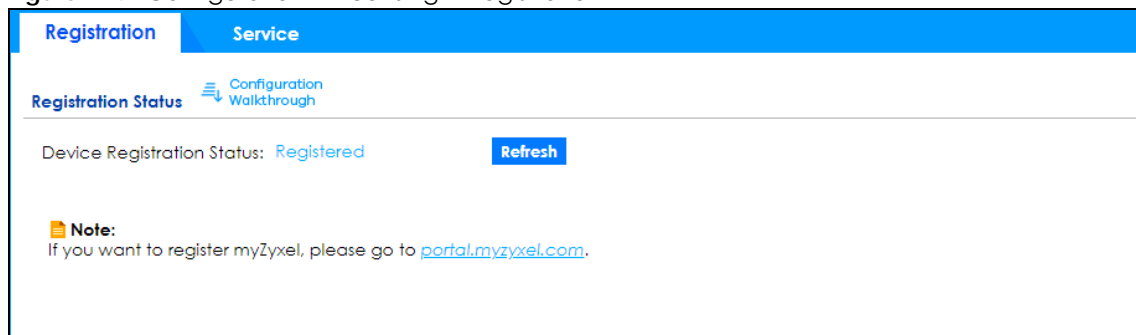 Registration Service
Registration Status Configuration
Walkthrough
Device Registration Status: Registered Refresh
Note:
If you want to register myZyxel, please go to portal.myzyxel.com.